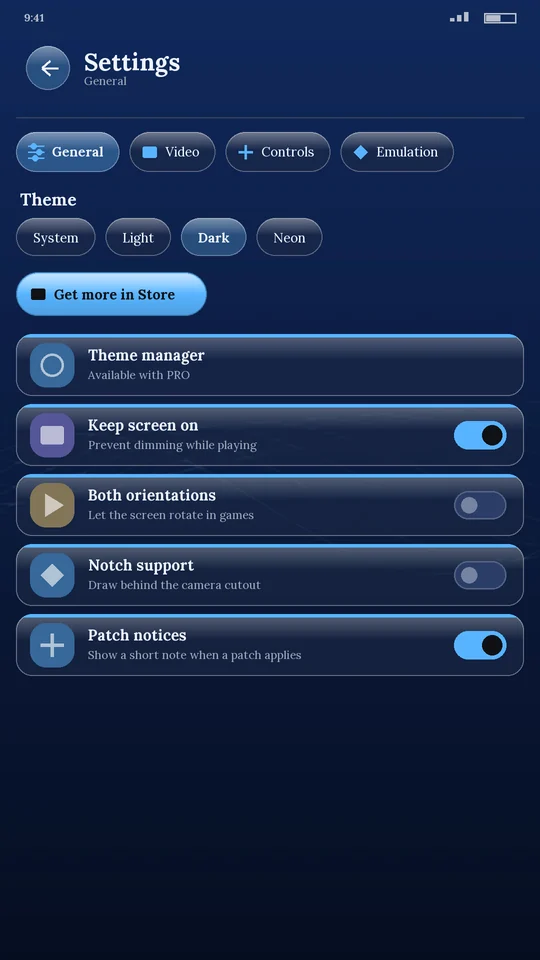 9:41
Settings
General
General
Video
Controls
Emulation
Theme
System
Light
Dark
Neon
Get more in Store
Theme manager
Available with PRO
Keep screen on
Prevent dimming while playing
Both orientations
Let the screen rotate in games
Notch support
Draw behind the camera cutout
Patch notices
Show a short note when a patch applies